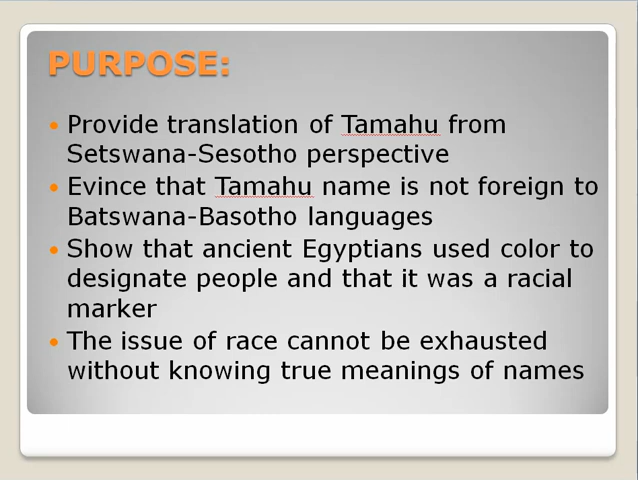 PURPOSE:
• Provide translation of Tamahu from
Setswana-Sesotho perspective
• Evince that Tamahu name is not foreign to
Batswana-Basotho languages
• Show that ancient Egyptians used color to
designate people and that it was a racial
marker
• The issue of race cannot be exhausted
without knowing true meanings of names